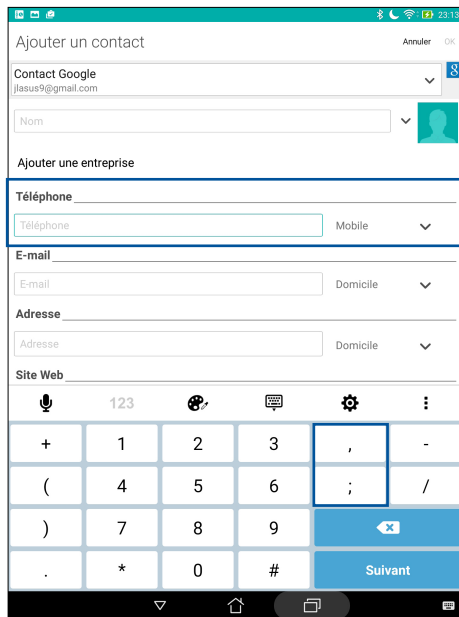 23:13
Ajouter un contact Annuler OK
Contact Google
jlasus9@gmail.com
8
Nom
Ajouter une entreprise
Téléphone
Téléphone Mobile
E-mail
E-mail Domicile
Adresse
Adresse Domicile
Site Web
123
+ 1 2 3 , -
( 4 5 6 ; /
) 7 8 9
. * 0 # Suivant